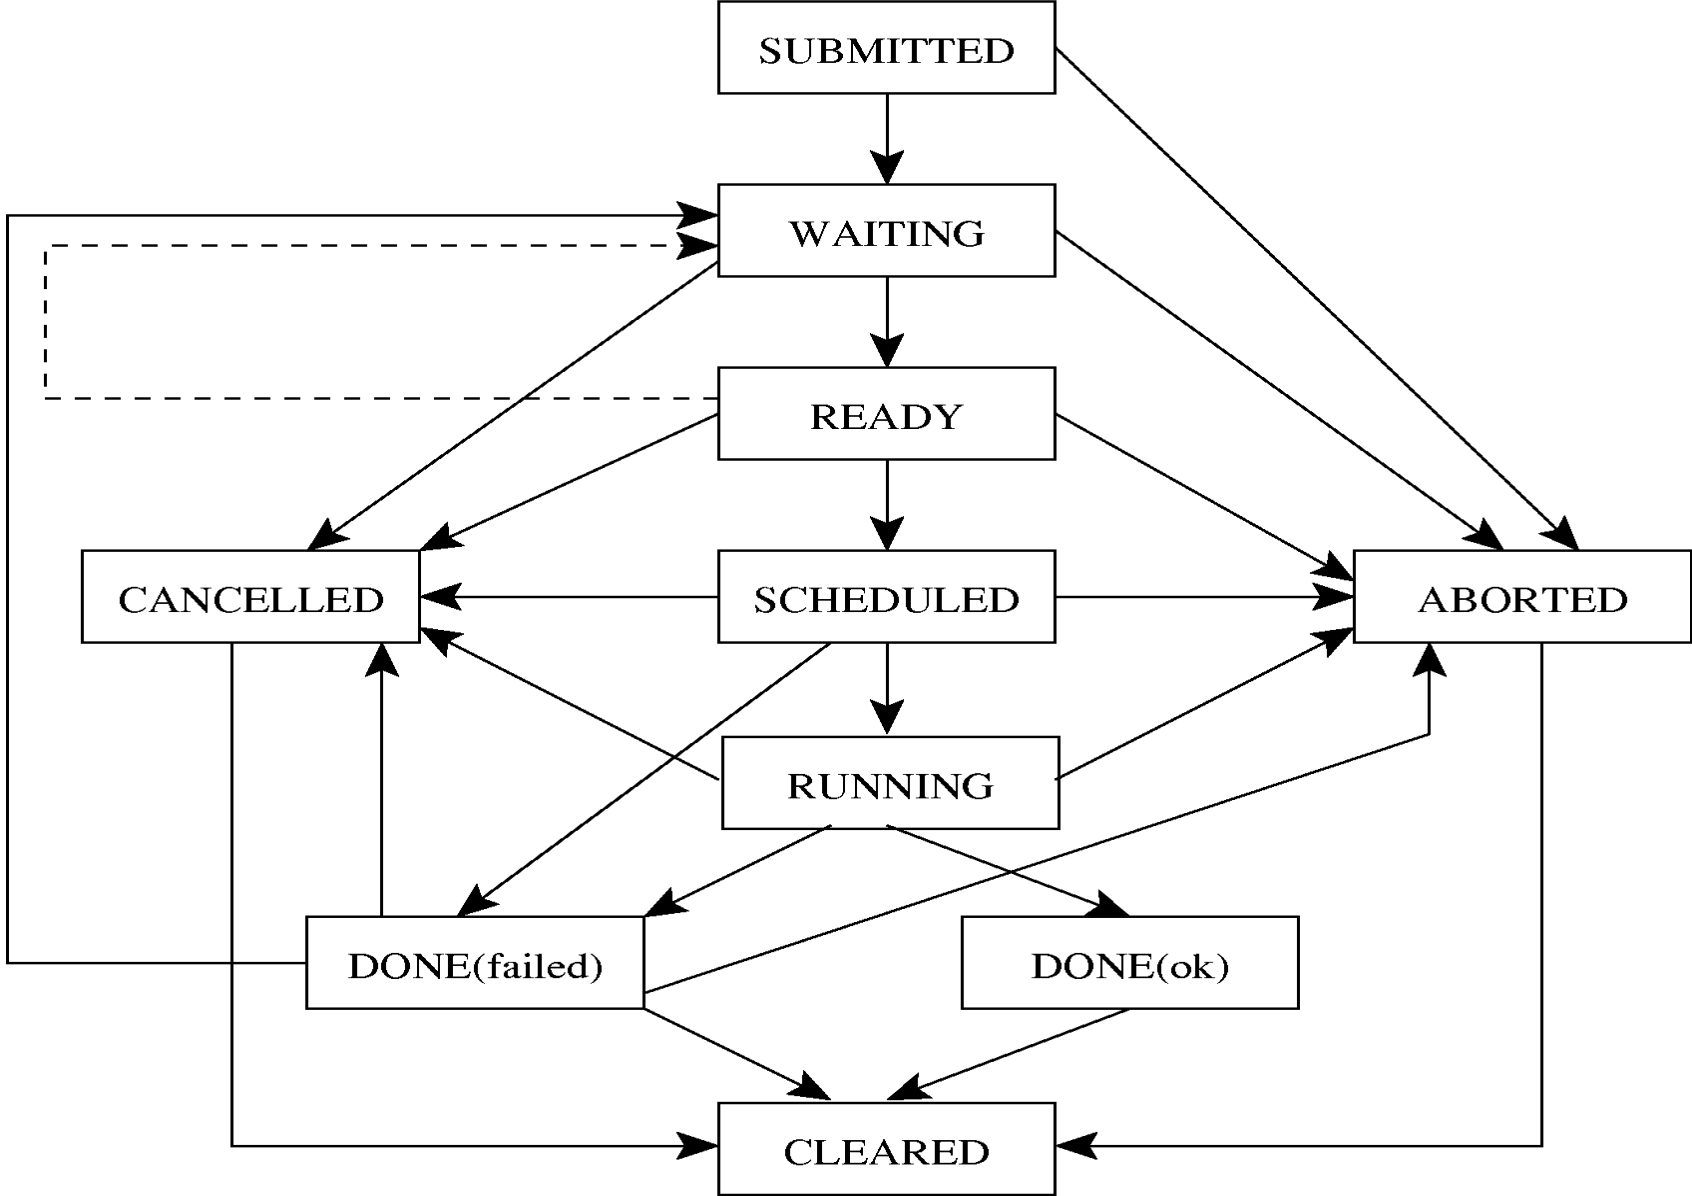 SUBMITTED
WAITING
READY
CANCELLED
SCHEDULED
ABORTED
RUNNING
DONE(failed)
DONE(ok)
CLEARED